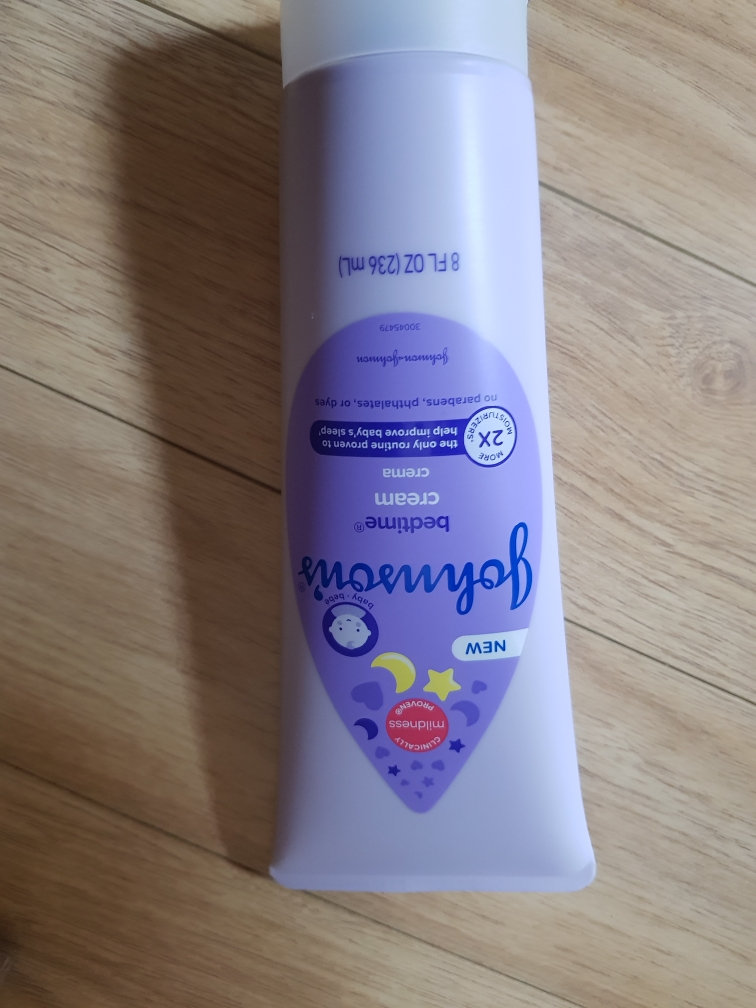 CLINICALLY
mildness
PROVEN®
NEW
baby - bebé
Johnson's®
bedtime®
cream
crema
MORE
2X
MOISTURIZERS*
the only routine proven to
help improve baby's sleep†
no parabens, phthalates, or dyes
Johnson & Johnson
30045479
8 FL OZ (236 mL)